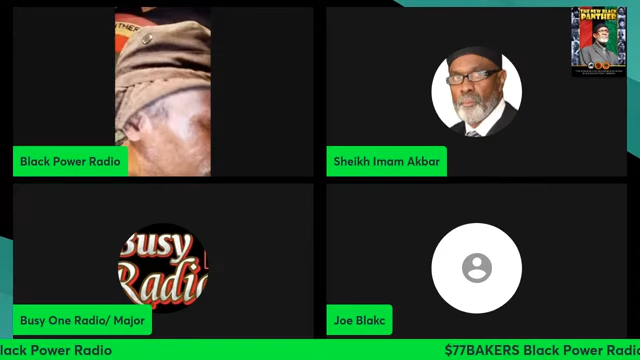 THE NEW BLACK
PANTHER
Black Power Radio
Sheikh Imam Akbar
Busy
Radio
Busy One Radio/ Major
Joe Blakc
lack Power Radio
$77BAKERS Black Power Radio